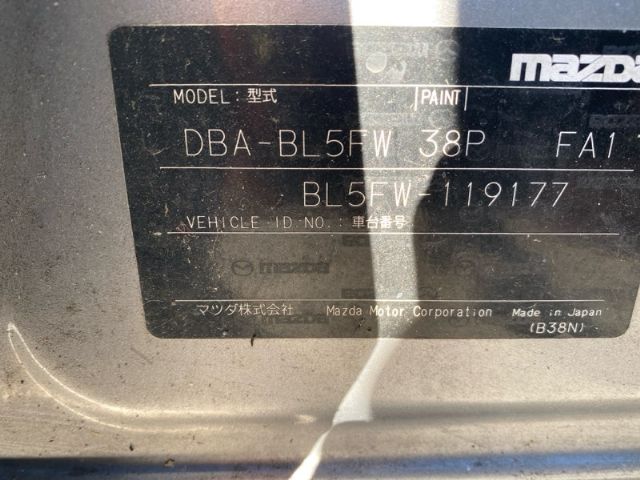 mazda
MODEL : 型式 PAINT
DBA-BL5FW 38P FA1
BL5FW-119177
VEHICLE ID NO. : 車台番号
mazda
マツダ株式会社 Mazda Motor Corporation Made in Japan
(B38N)